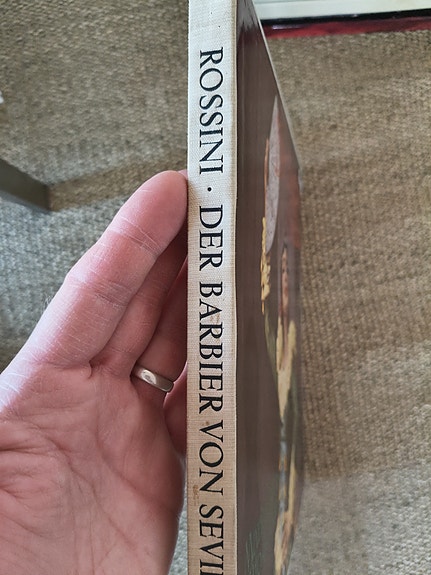 ROSSINI · DER BARBIER VON SEVI